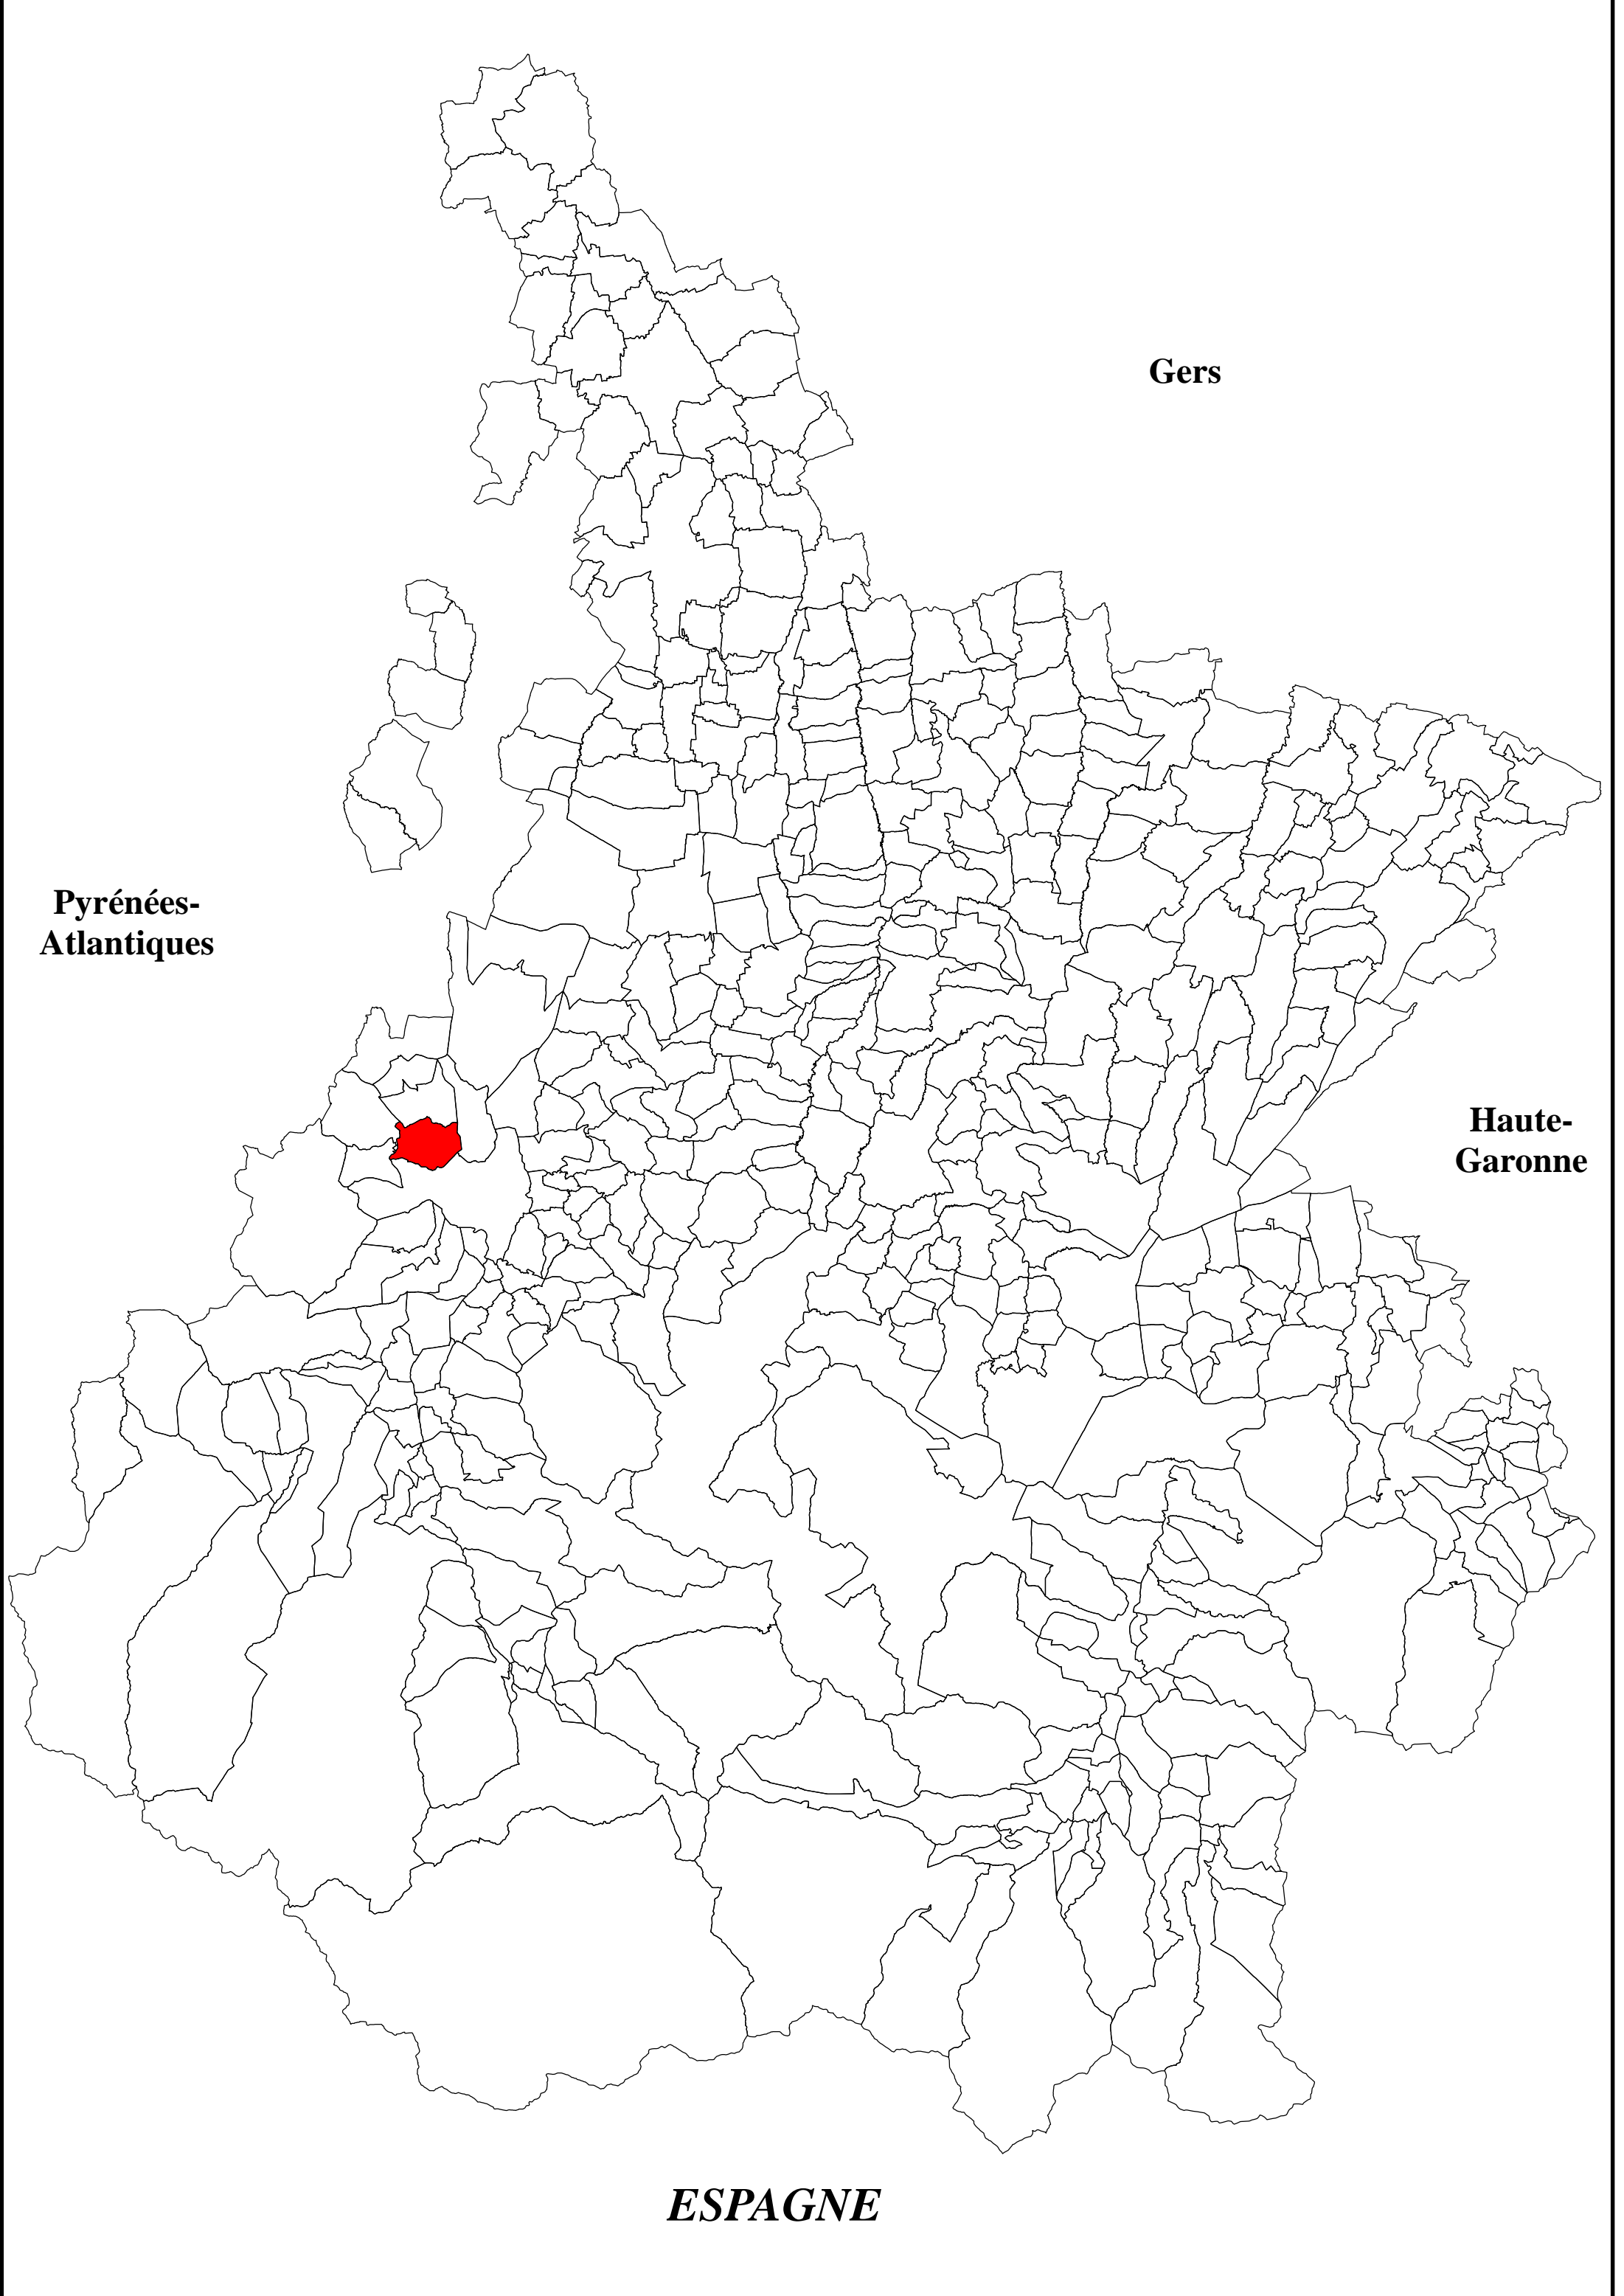 Gers
Pyrénées-
Atlantiques
Haute-
Garonne
ESPAGNE